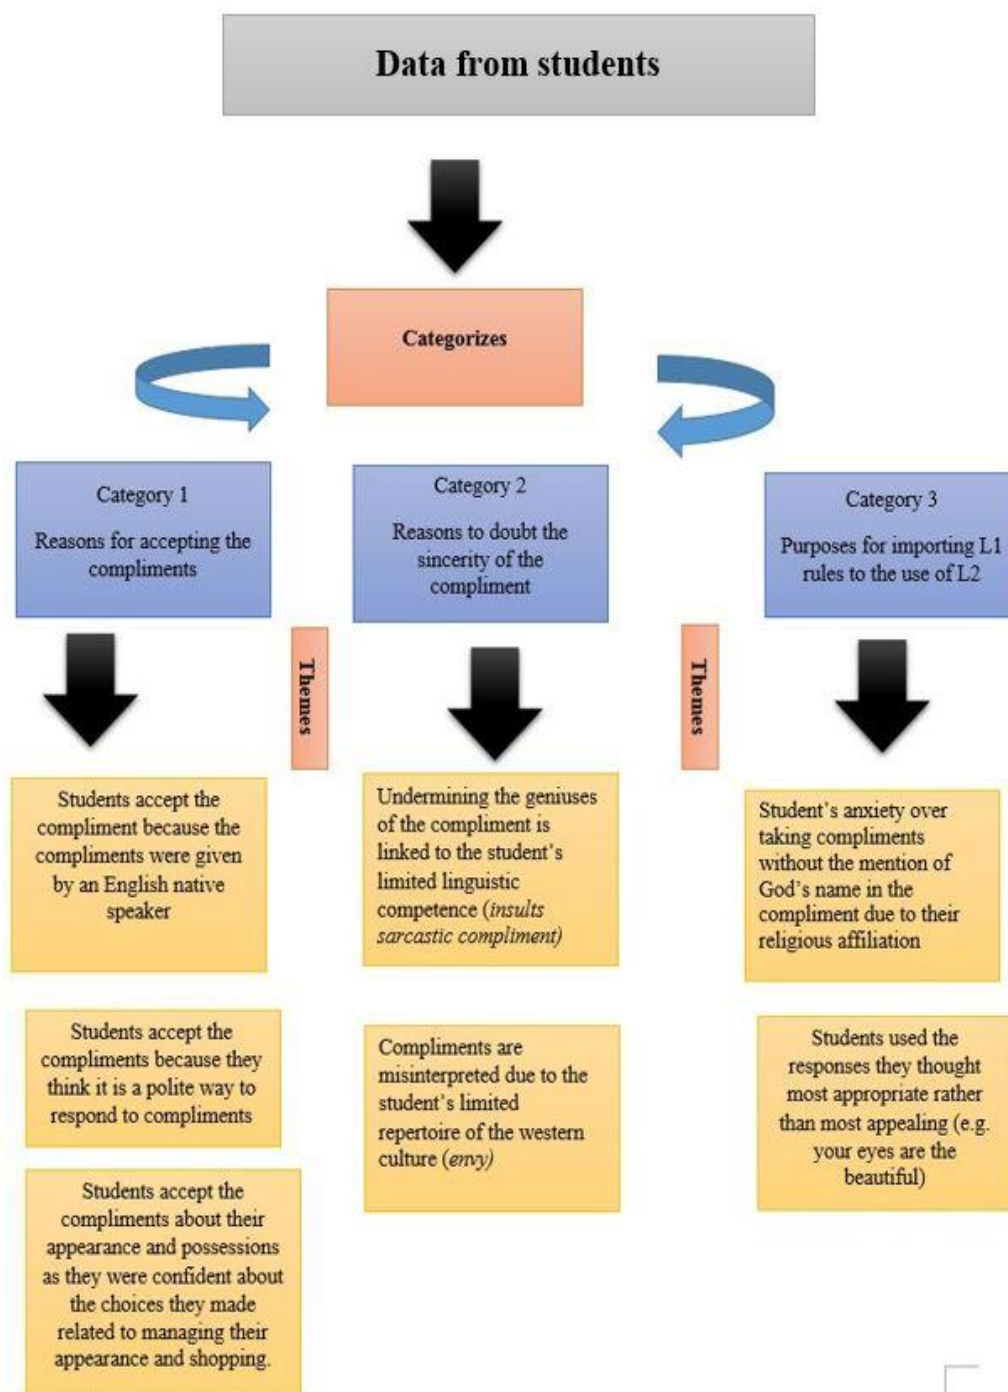 Data from students
Categorizes
Category 1
Reasons for accepting the
compliments
Category 2
Reasons to doubt the
sincerity of the
compliment
Category 3
Purposes for importing L1
rules to the use of L2
Themes
Themes
Students accept the
compliment because the
compliments were given
by an English native
speaker
Students accept the
compliments because they
think it is a polite way to
respond to compliments
Students accept the
compliments about their
appearance and possessions
as they were confident about
the choices they made
related to managing their
appearance and shopping.
Undermining the geniuses
of the compliment is
linked to the student’s
limited linguistic
competence (insults
sarcastic compliment)
Compliments are
misinterpreted due to the
student’s limited
repertoire of the western
culture (envy)
Student’s anxiety over
taking compliments
without the mention of
God’s name in the
compliment due to their
religious affiliation
Students used the
responses they thought
most appropriate rather
than most appealing (e.g.
your eyes are the
beautiful)